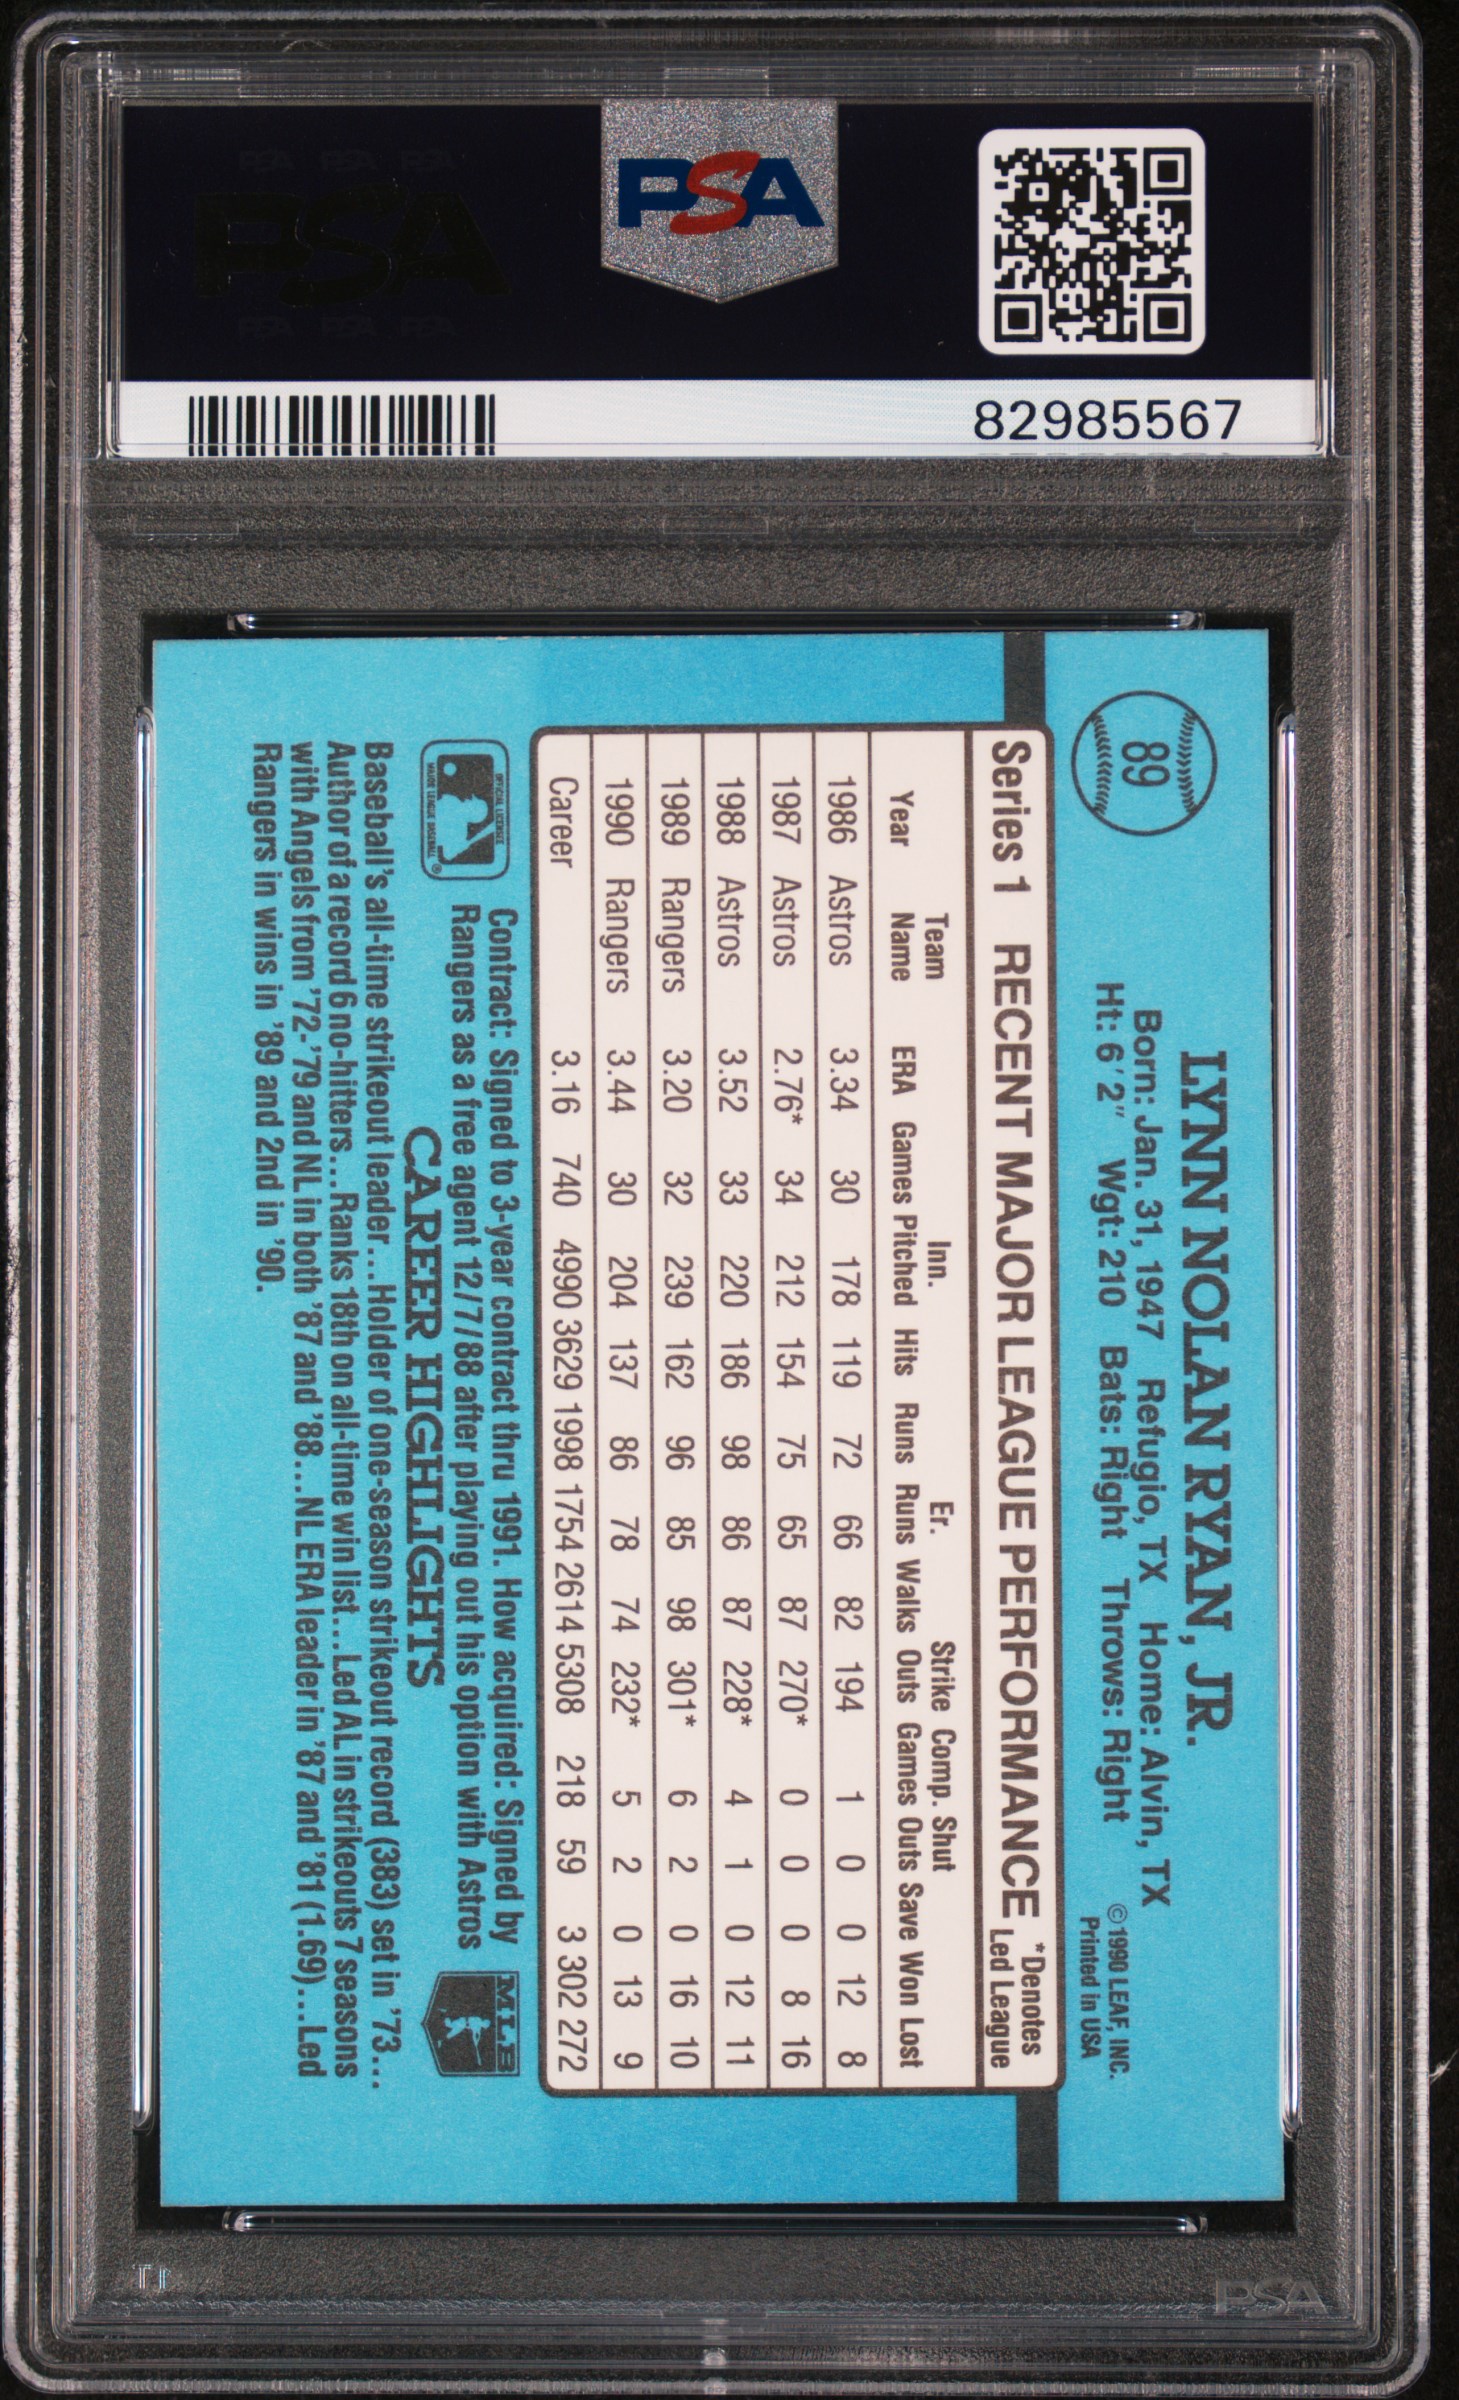 PSA
PSA PSA PSA
PSA
PSA PSA PSA
82985567
89
LYNN NOLAN RYAN, JR.
Born: Jan. 31, 1947 Refugio, TX Home: Alvin, TX
Ht: 6'2" Wgt: 210 Bats: Right Throws: Right
©1990 LEAF, INC.
Printed in USA
Series 1 RECENT MAJOR LEAGUE PERFORMANCE *Denotes Led League
Team Inn. Er. Strike Comp. Shut
Year Name ERA Games Pitched Hits Runs Runs Walks Outs Games Outs Save Won Lost
1986 Astros 3.34 30 178 119 72 66 82 194 1 0 0 12 8
1987 Astros 2.76* 34 212 154 75 65 87 270* 0 0 0 8 16
1988 Astros 3.52 33 220 186 98 86 87 228* 4 1 0 12 11
1989 Rangers 3.20 32 239 162 96 85 98 301* 6 2 0 16 10
1990 Rangers 3.44 30 204 137 86 78 74 232* 5 2 0 13 9
Career 3.16 740 4990 3629 1998 1754 2614 5308 218 59 3 302 272
OFFICIAL LICENSEE
MAJOR LEAGUE BASEBALL®
Contract: Signed to 3-year contract thru 1991. How acquired: Signed by
Rangers as a free agent 12/7/88 after playing out his option with Astros
MLB
CAREER HIGHLIGHTS
Baseball's all-time strikeout leader...Holder of one-season strikeout record (383) set in '73...
Author of a record 6 no-hitters...Ranks 18th on all-time win list...Led AL in strikeouts 7 seasons
with Angels from '72-'79 and NL in both '87 and '88...NL ERA leader in '87 and '81 (1.69)...Led
Rangers in wins in '89 and 2nd in '90.
PSA